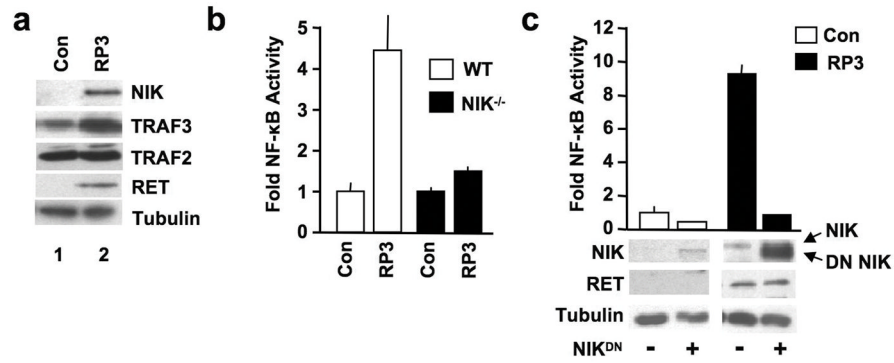 a
Con
RP3
NIK
TRAF3
TRAF2
RET
Tubulin
1 2
b
Fold NF-κB Activity
5
4
3
2
1
0
WT
NIK-/-
Con
RP3
Con
RP3
c
Fold NF-κB Activity
12
10
8
6
4
2
0
Con
RP3
NIK
NIK
DN NIK
RET
Tubulin
NIKDN - + - +